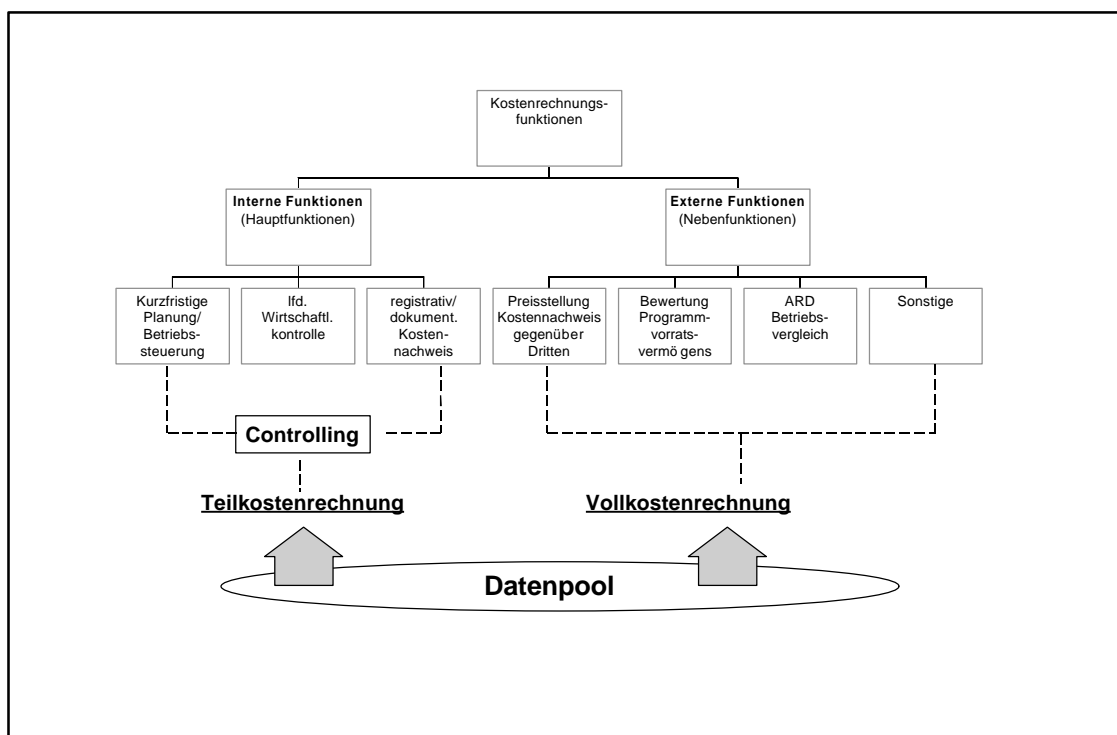 Kostenrechnungs-
funktionen
Interne Funktionen
(Hauptfunktionen)
Externe Funktionen
(Nebenfunktionen)
Kurzfristige
Planung/
Betriebs-
steuerung
lfd.
Wirtschaftl.
kontrolle
registrativ/
dokument.
Kosten-
nachweis
Preisstellung
Kostennachweis
gegenüber
Dritten
Bewertung
Programm-
vorrats-
vermö gens
ARD
Betriebs-
vergleich
Sonstige
Controlling
Teilkostenrechnung
Vollkostenrechnung
Datenpool